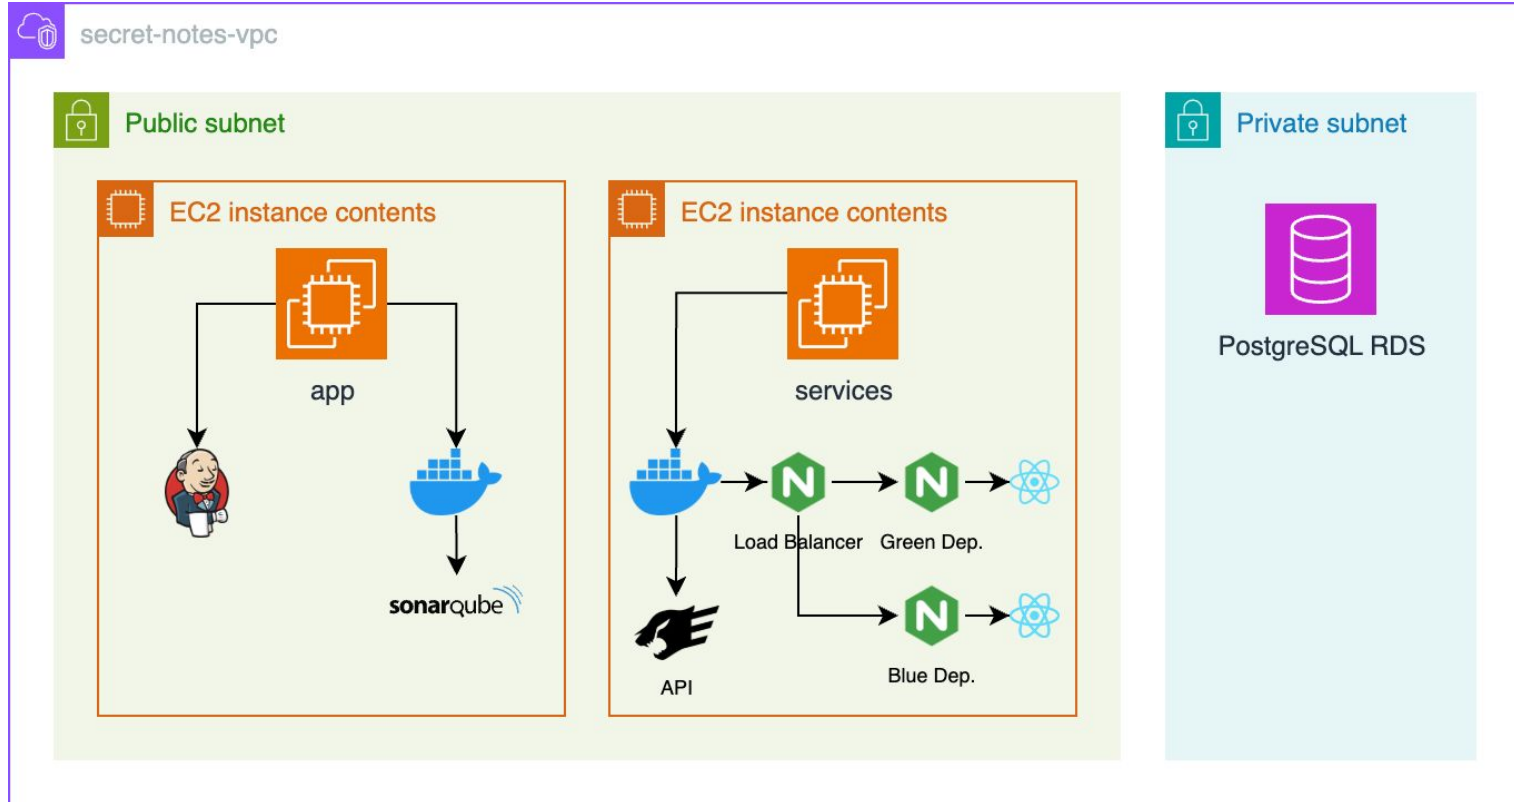 secret-notes-vpc
Public subnet
Private subnet
EC2 instance contents
EC2 instance contents
app
services
PostgreSQL RDS
N
N
Load Balancer
Green Dep.
sonarqube
N
API
Blue Dep.